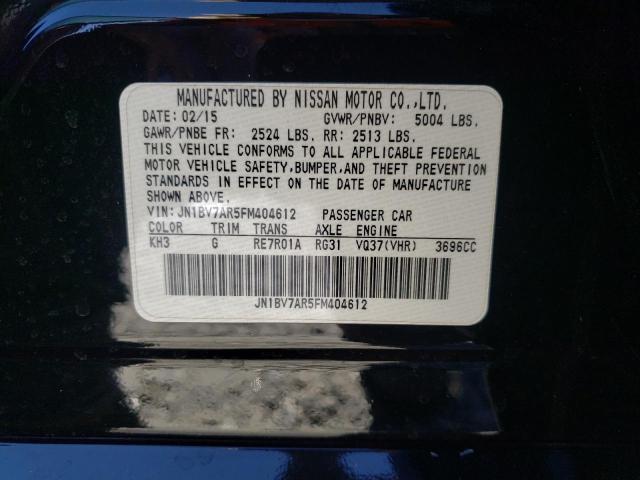 MANUFACTURED BY NISSAN MOTOR CO.,LTD.
DATE: 02/15 GVWR/PNBV: 5004 LBS.
GAWR/PNBE FR: 2524 LBS. RR: 2513 LBS.
THIS VEHICLE CONFORMS TO ALL APPLICABLE FEDERAL
MOTOR VEHICLE SAFETY,BUMPER,AND THEFT PREVENTION
STANDARDS IN EFFECT ON THE DATE OF MANUFACTURE
SHOWN ABOVE.
VIN: JN1BV7AR5FM404612 PASSENGER CAR
COLOR TRIM TRANS AXLE ENGINE
KH3 G RE7R01A RG31 VQ37(VHR) 3696CC
JN1BV7AR5FM404612